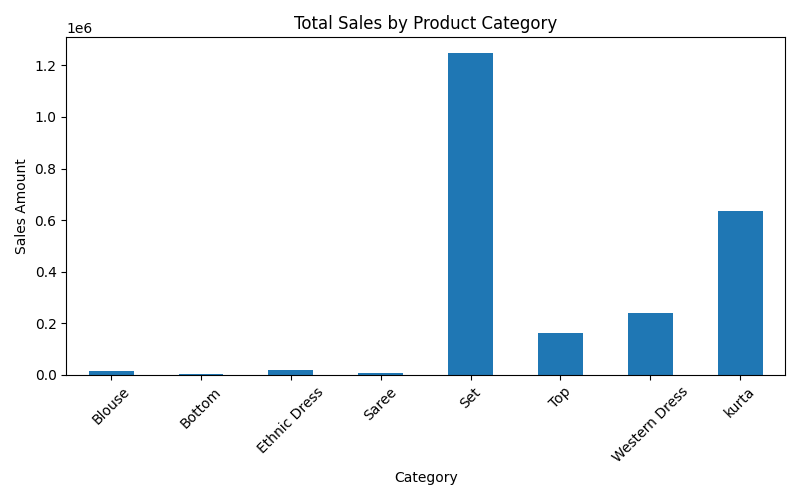 Total Sales by Product Category
1e6
1.2
1.0
0.8
0.6
0.4
0.2
0.0
Sales Amount
Blouse
Bottom
Ethnic Dress
Saree
Set
Top
Western Dress
kurta
Category